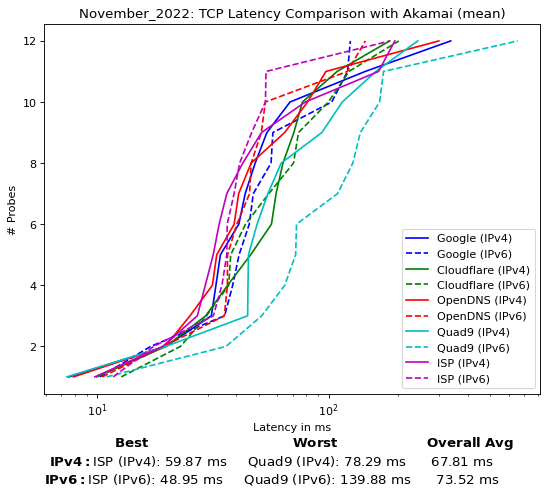 November_2022: TCP Latency Comparison with Akamai (mean)
12
10
8
6
4
2
# Probes
Google (IPv4)
Google (IPv6)
Cloudflare (IPv4)
Cloudflare (IPv6)
OpenDNS (IPv4)
OpenDNS (IPv6)
Quad9 (IPv4)
Quad9 (IPv6)
ISP (IPv4)
ISP (IPv6)
10¹ 10²
Latency in ms
Best Worst Overall Avg
IPv4: ISP (IPv4): 59.87 ms Quad9 (IPv4): 78.29 ms 67.81 ms
IPv6: ISP (IPv6): 48.95 ms Quad9 (IPv6): 139.88 ms 73.52 ms